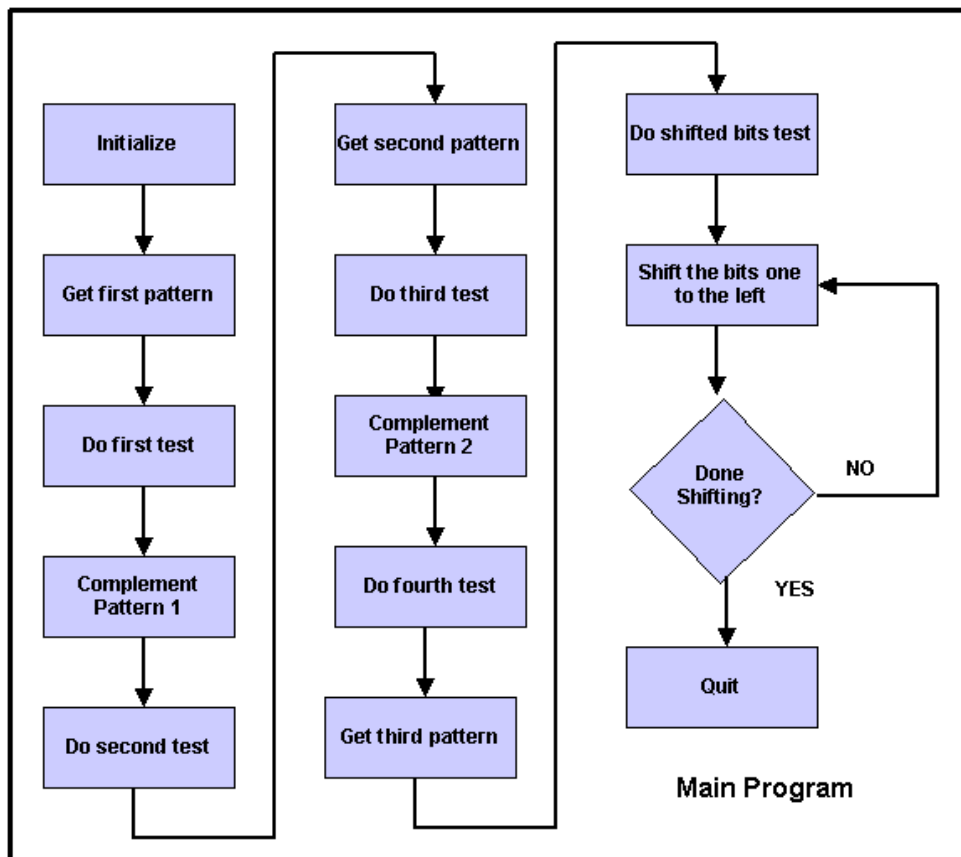 Initialize
Get first pattern
Do first test
Complement
Pattern 1
Do second test
Get second pattern
Do third test
Complement
Pattern 2
Do fourth test
Get third pattern
Do shifted bits test
Shift the bits one
to the left
Done
Shifting?
NO
YES
Quit
Main Program